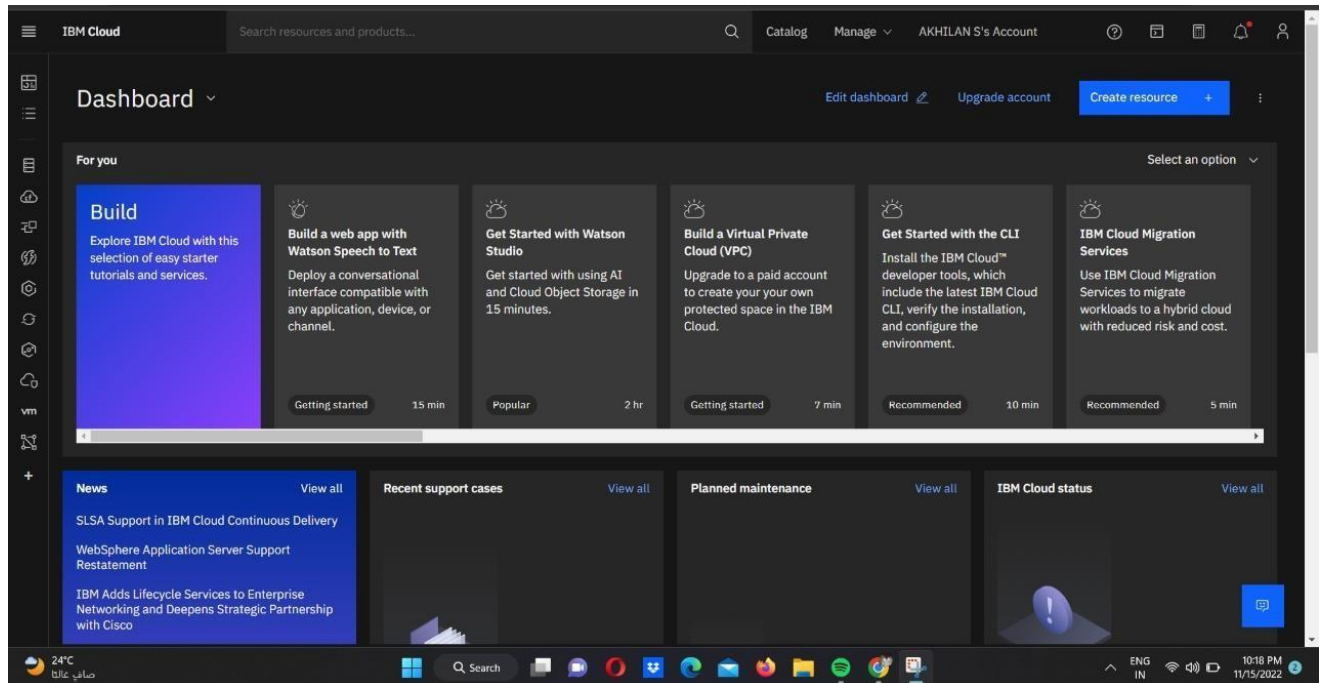 IBM Cloud
Search resources and products...
Catalog
Manage
AKHILAN S's Account
Dashboard
Edit dashboard
Upgrade account
Create resource +
For you
Select an option
Build
Explore IBM Cloud with this
selection of easy starter
tutorials and services.
Build a web app with
Watson Speech to Text
Deploy a conversational
interface compatible with
any application, device, or
channel.
Getting started 15 min
Get Started with Watson
Studio
Get started with using AI
and Cloud Object Storage in
15 minutes.
Popular 2 hr
Build a Virtual Private
Cloud (VPC)
Upgrade to a paid account
to create your your own
protected space in the IBM
Cloud.
Getting started 7 min
Get Started with the CLI
Install the IBM Cloud™
developer tools, which
include the latest IBM Cloud
CLI, verify the installation,
and configure the
environment.
Recommended 10 min
IBM Cloud Migration
Services
Use IBM Cloud Migration
Services to migrate
workloads to a hybrid cloud
with reduced risk and cost.
Recommended 5 min
vm
+
News View all
SLSA Support in IBM Cloud Continuous Delivery
WebSphere Application Server Support
Restatement
IBM Adds Lifecycle Services to Enterprise
Networking and Deepens Strategic Partnership
with Cisco
Recent support cases View all
Planned maintenance View all
IBM Cloud status View all
24°C
صافي غالبًا
Search
ENG
IN
10:18 PM
11/15/2022
2